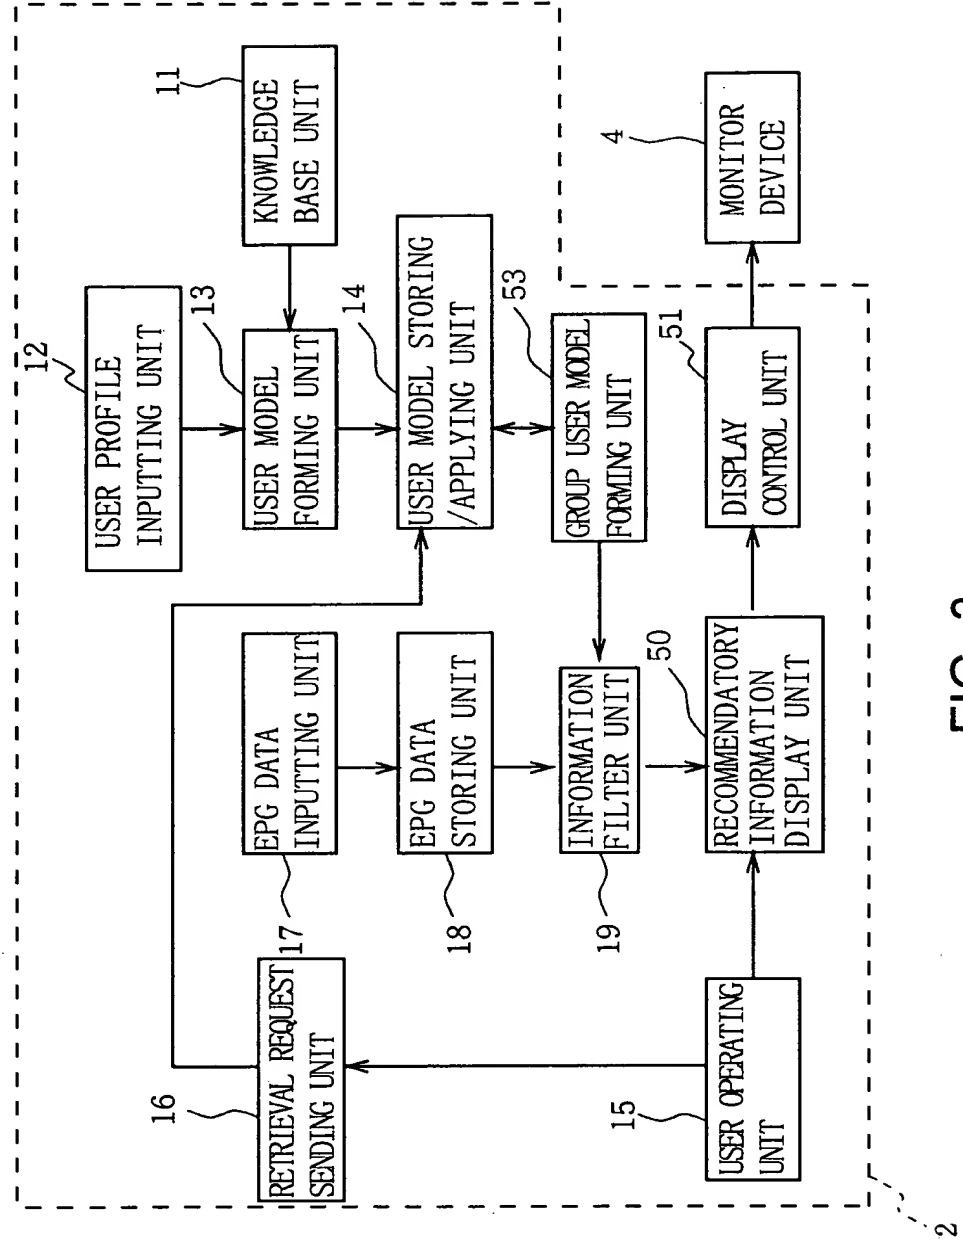 16
RETRIEVAL REQUEST
SENDING UNIT
17
EPG DATA
INPUTTING UNIT
12
USER PROFILE
INPUTTING UNIT
13
USER MODEL
FORMING UNIT
11
KNOWLEDGE
BASE UNIT
18
EPG DATA
STORING UNIT
14
USER MODEL STORING
/APPLYING UNIT
19
INFORMATION
FILTER UNIT
53
GROUP USER MODEL
FORMING UNIT
15
USER OPERATING
UNIT
50
RECOMMENDATORY
INFORMATION
DISPLAY UNIT
51
DISPLAY
CONTROL UNIT
4
MONITOR
DEVICE
2
FIG.